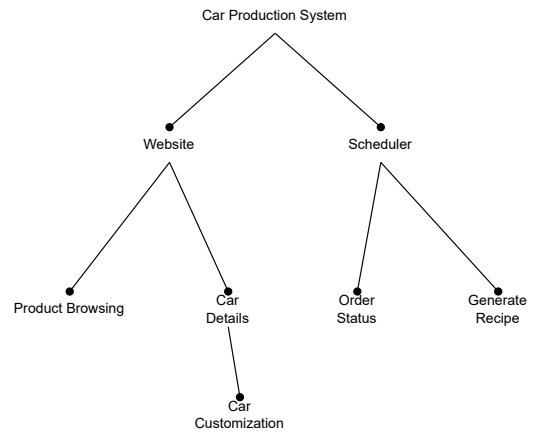 Car Production System
Website
Scheduler
Product Browsing
Car
Details
Order
Status
Generate
Recipe
Car
Customization